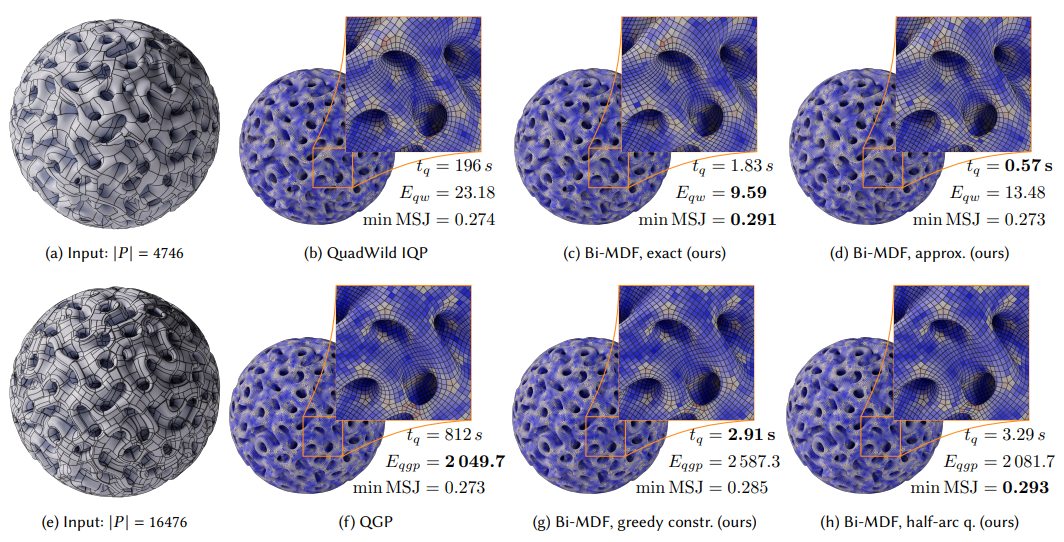 t_q = 196 s
E_qw = 23.18
min MSJ = 0.274
t_q = 1.83 s
E_qw = 9.59
min MSJ = 0.291
t_q = 0.57 s
E_qw = 13.48
min MSJ = 0.273
(a) Input: |P| = 4746
(b) QuadWild IQP
(c) Bi-MDF, exact (ours)
(d) Bi-MDF, approx. (ours)
t_q = 812 s
E_qgp = 2 049.7
min MSJ = 0.273
t_q = 2.91 s
E_qgp = 2 587.3
min MSJ = 0.285
t_q = 3.29 s
E_qgp = 2 081.7
min MSJ = 0.293
(e) Input: |P| = 16476
(f) QGP
(g) Bi-MDF, greedy constr. (ours)
(h) Bi-MDF, half-arc q. (ours)